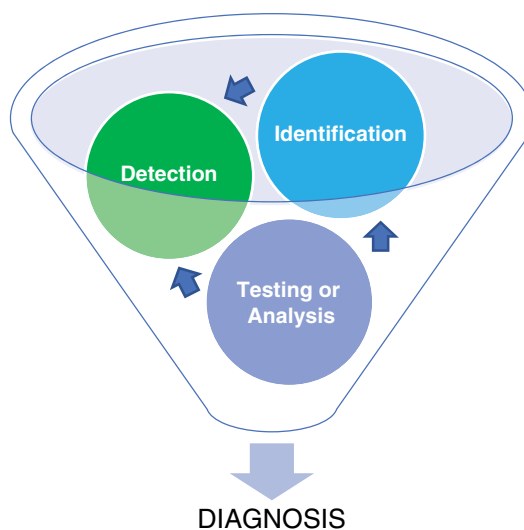 Identification
Detection
Testing or
Analysis
DIAGNOSIS